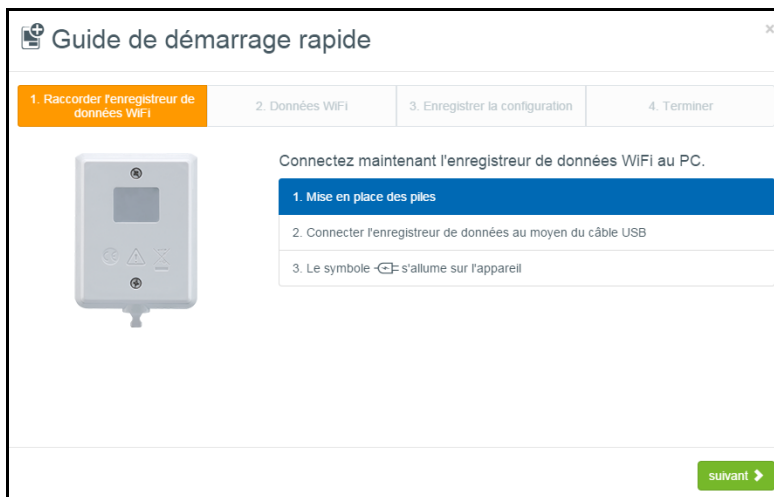 Guide de démarrage rapide
×
1. Raccorder l'enregistreur de
données WiFi
2. Données WiFi
3. Enregistrer la configuration
4. Terminer
Connectez maintenant l'enregistreur de données WiFi au PC.
1. Mise en place des piles
2. Connecter l'enregistreur de données au moyen du câble USB
3. Le symbole s'allume sur l'appareil
suivant